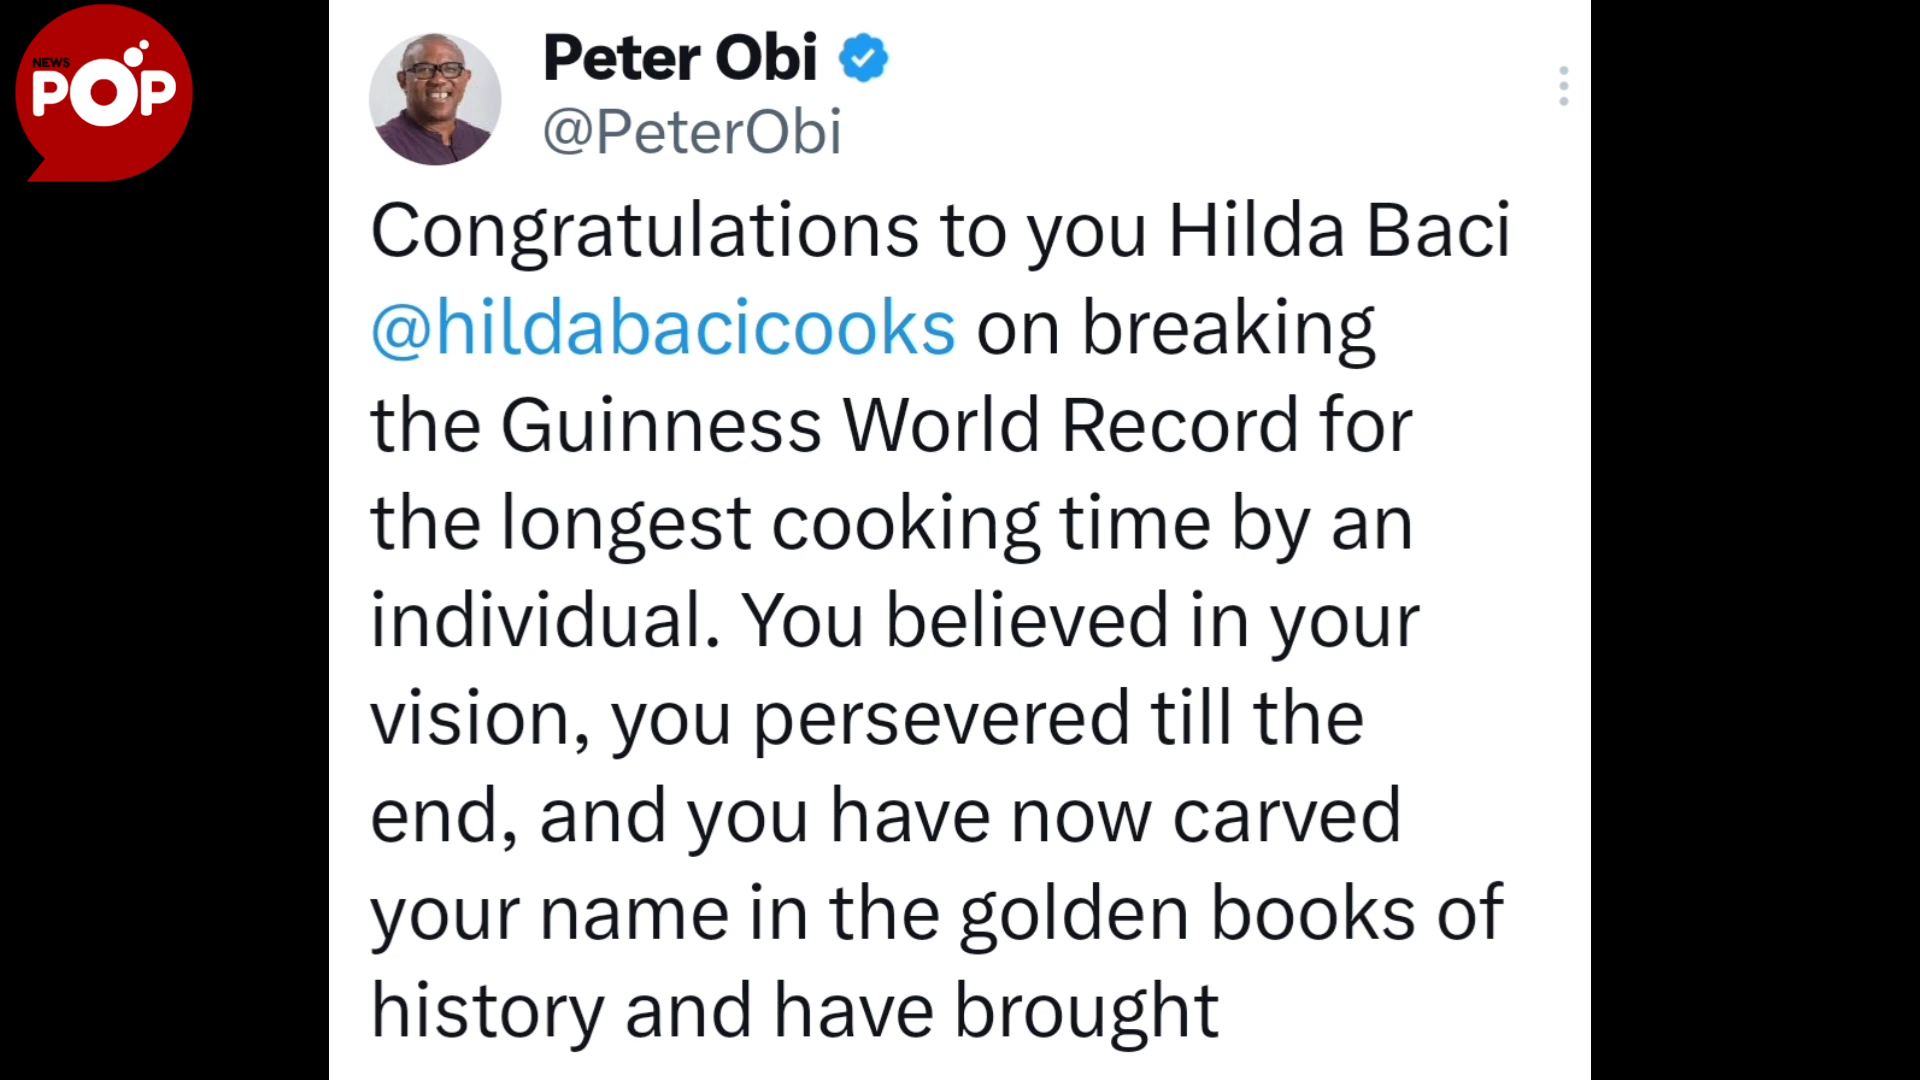 NEWS
POP
Peter Obi
@PeterObi
Congratulations to you Hilda Baci
@hildabacicooks on breaking
the Guinness World Record for
the longest cooking time by an
individual. You believed in your
vision, you persevered till the
end, and you have now carved
your name in the golden books of
history and have brought